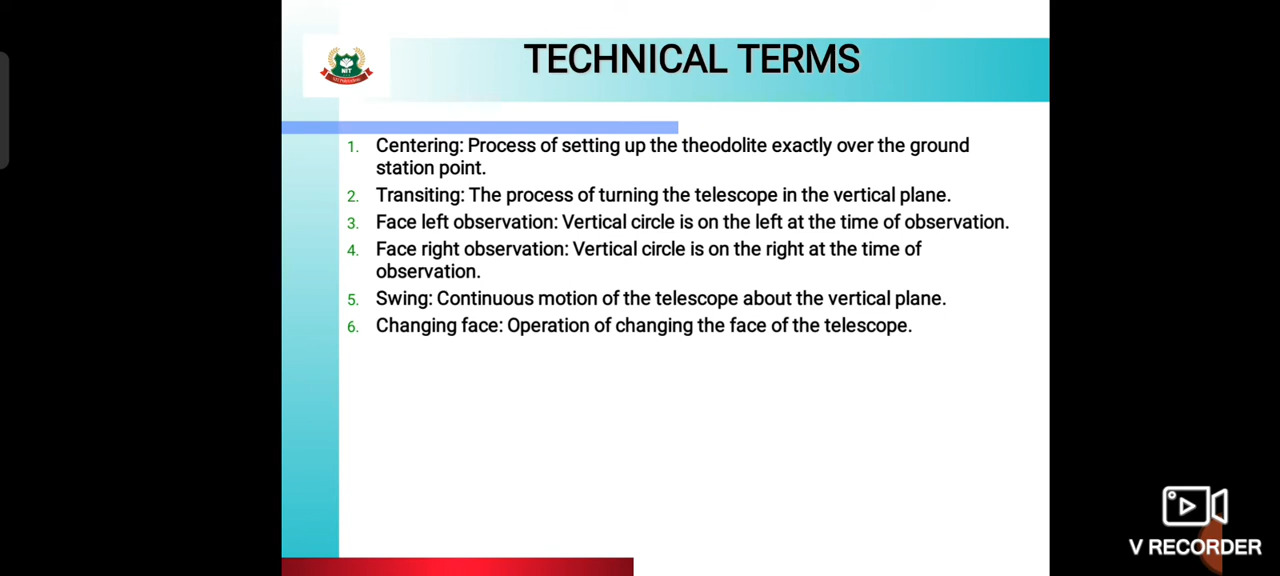 TECHNICAL TERMS
NIT
1. Centering: Process of setting up the theodolite exactly over the ground
station point.
2. Transiting: The process of turning the telescope in the vertical plane.
3. Face left observation: Vertical circle is on the left at the time of observation.
4. Face right observation: Vertical circle is on the right at the time of
observation.
5. Swing: Continuous motion of the telescope about the vertical plane.
6. Changing face: Operation of changing the face of the telescope.
V RECORDER